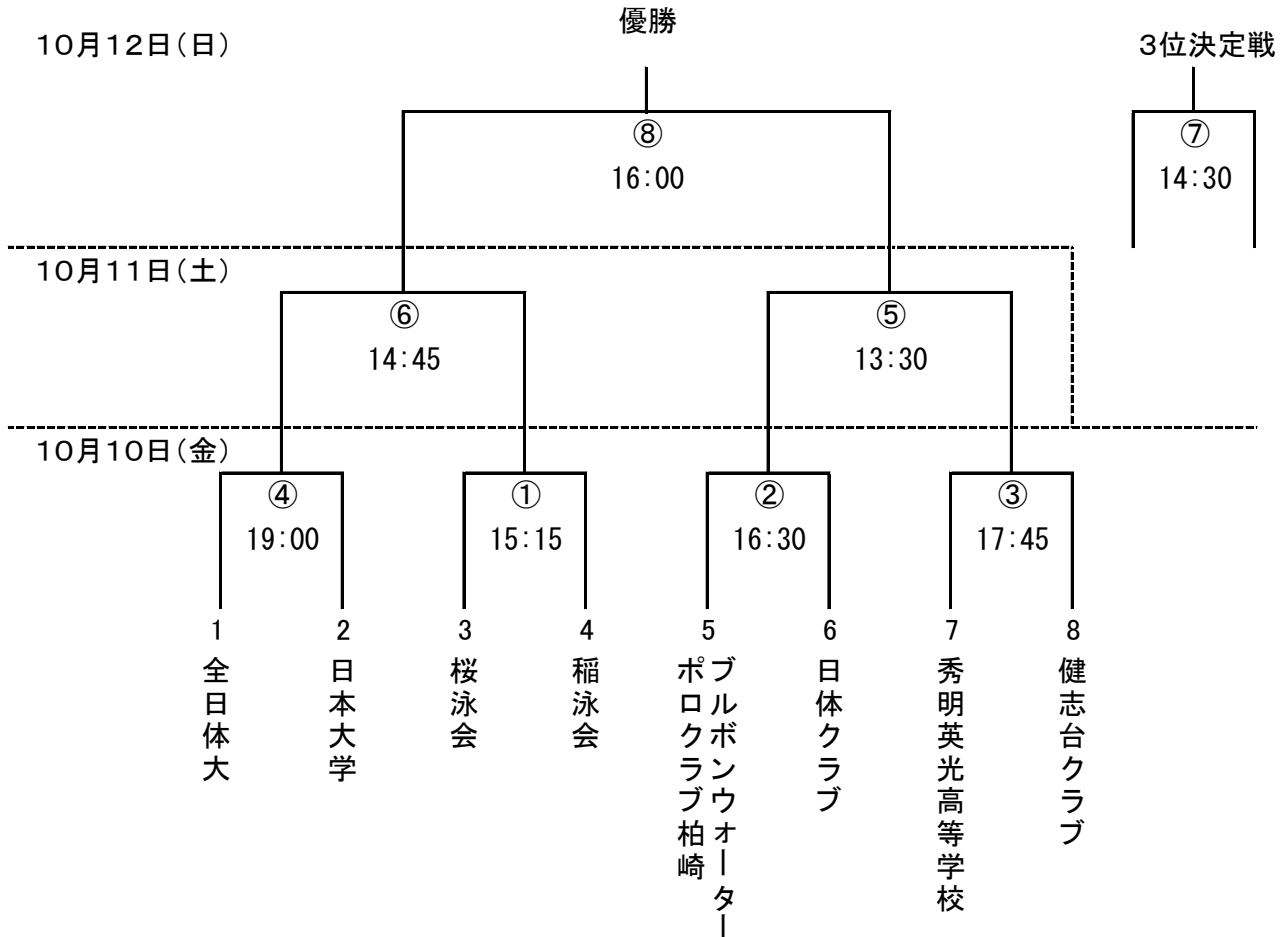 優勝
10月12日(日)
3位決定戦
⑧
⑦
16:00
14:30
10月11日(土)
⑥
⑤
14:45
13:30
10月10日(金)
④
①
②
③
19:00
15:15
16:30
17:45
1
2
3
4
5
6
7
8
全日体大
日本大学
桜泳会
稲泳会
ブルボンウォーター
ポロクラブ柏崎
日体クラブ
秀明英光高等学校
健志台クラブ